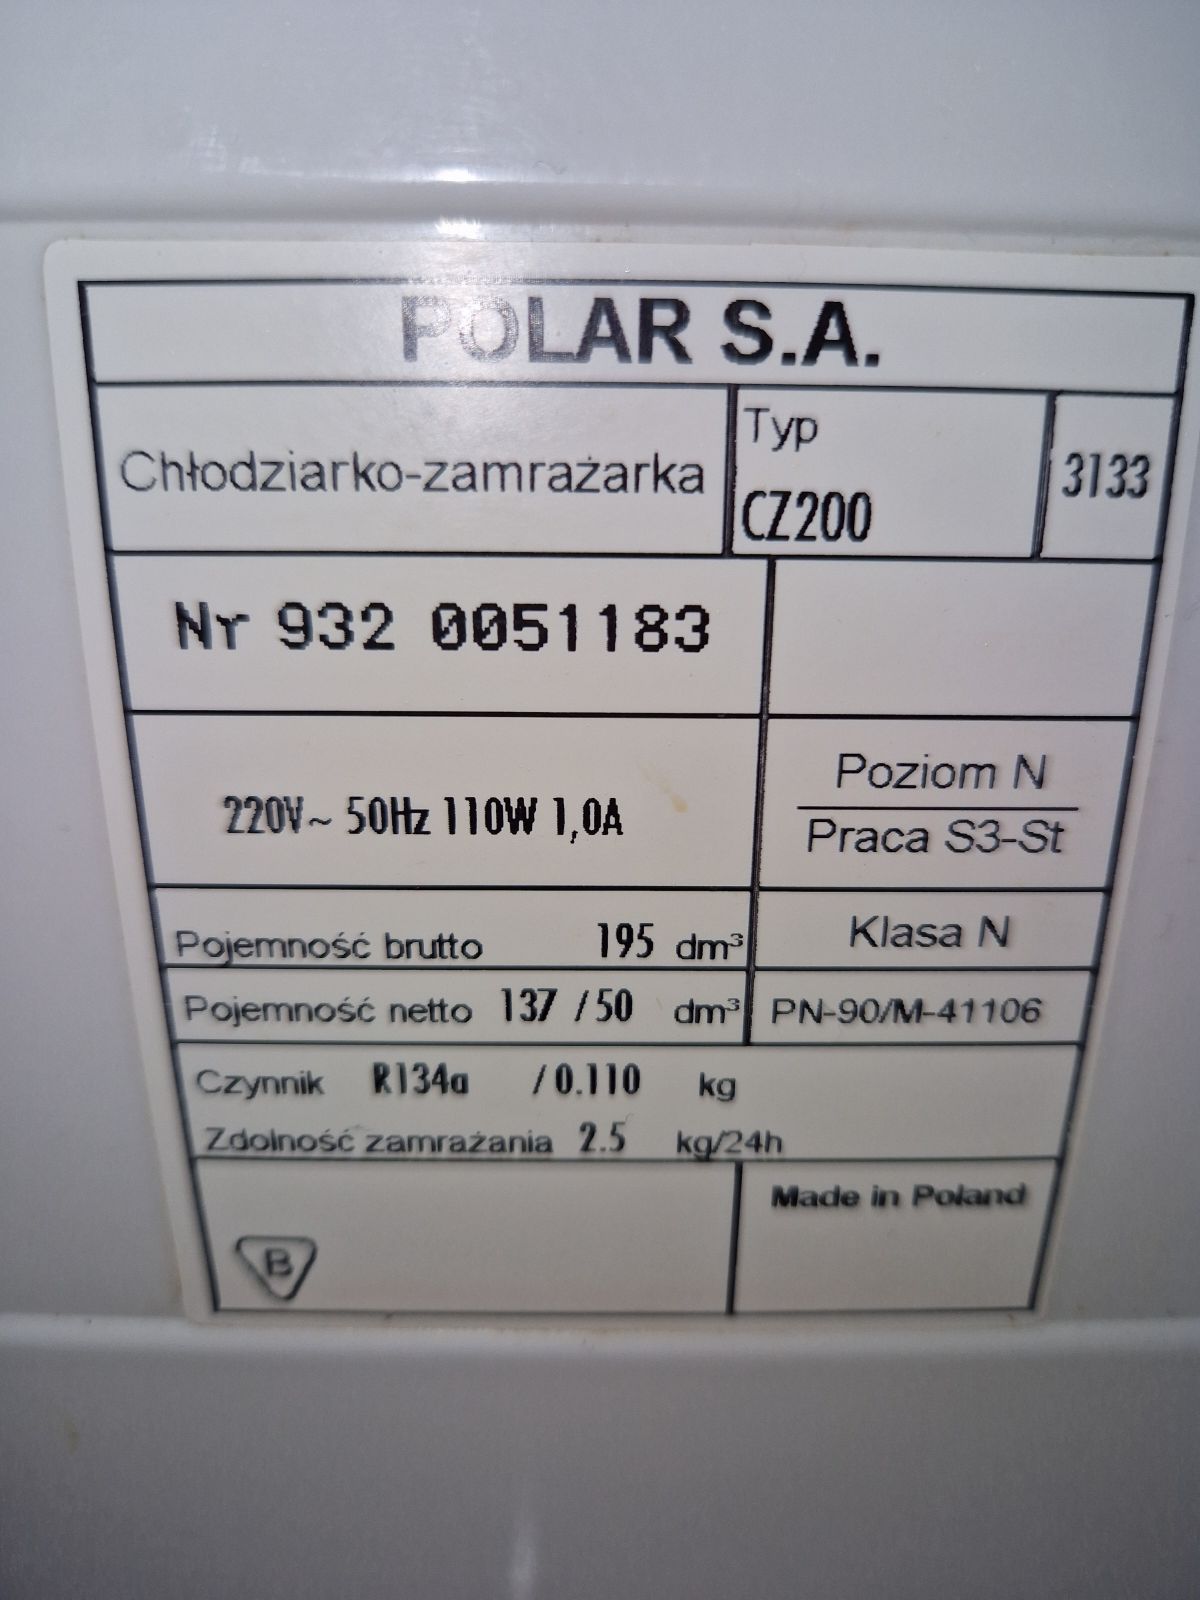 POLAR S.A.
Chłodziarko-zamrażarka
Typ
CZ200
3133
Nr 932 0051183
220V~ 50Hz 110W 1,0A
Poziom N
Praca S3-St
Pojemność brutto 195 dm³
Klasa N
Pojemność netto 137 /50 dm³
PN-90/M-41106
Czynnik R134a /0.110 kg
Zdolność zamrażania 2.5 kg/24h
B
Made in Poland